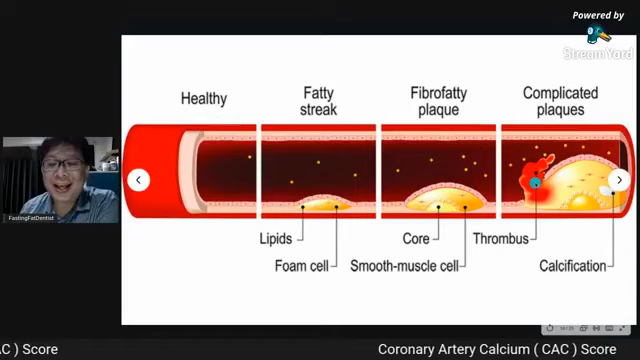 Powered by
StreamYard
Healthy
Fatty
streak
Fibrofatty
plaque
Complicated
plaques
FastingFatDentist
Lipids
Foam cell
Core
Smooth-muscle cell
Thrombus
Calcification
AC ) Score
Coronary Artery Calcium ( CAC ) Score